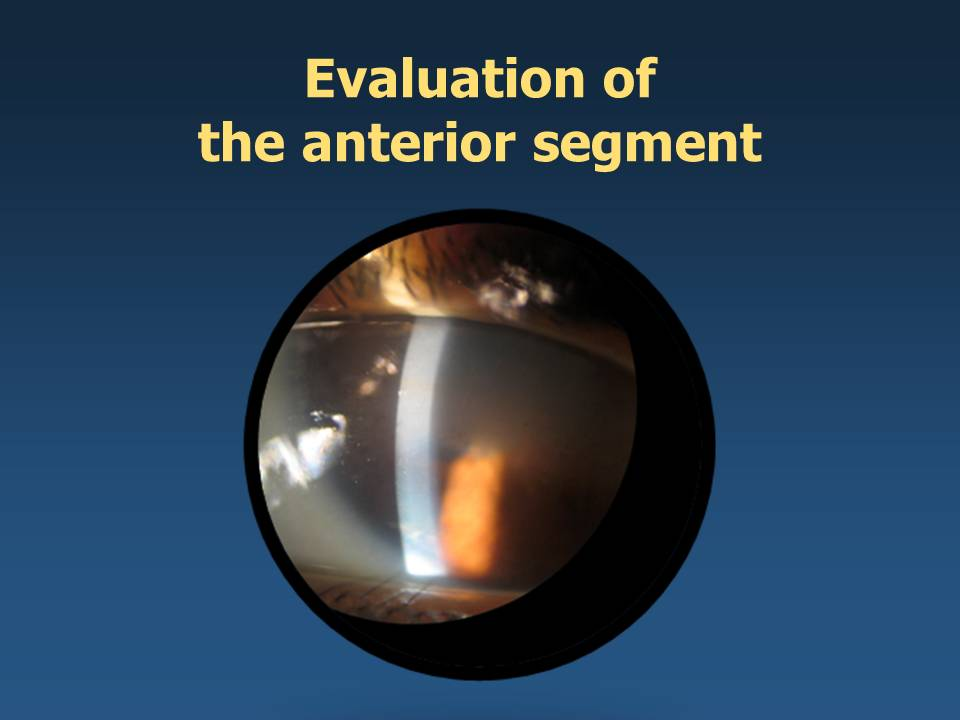 Evaluation of
the anterior segment